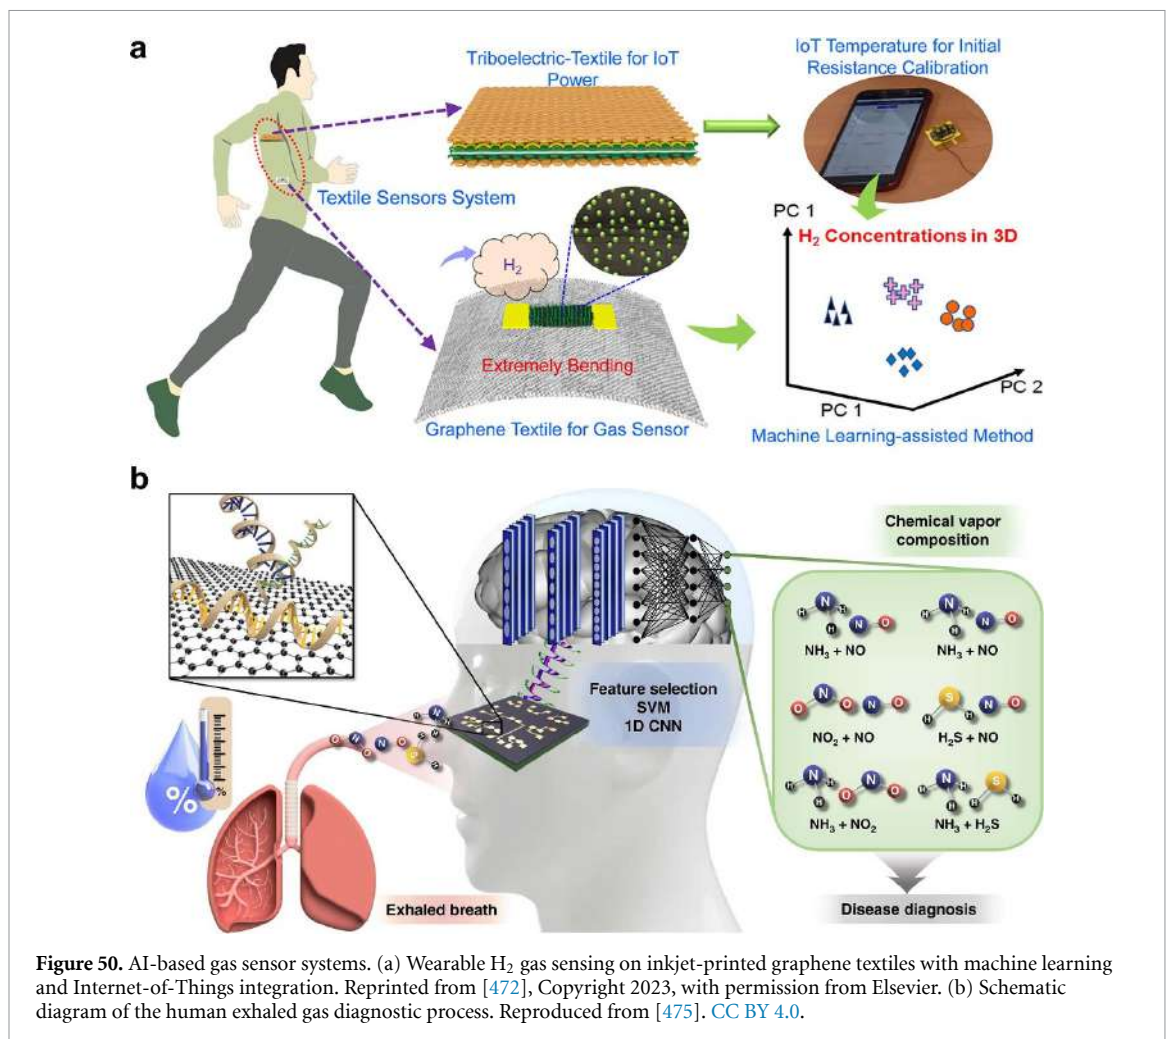 a
Triboelectric-Textile for IoT
Power
IoT Temperature for Initial
Resistance Calibration
Textile Sensors System
H₂
Extremely Bending
Graphene Textile for Gas Sensor
PC 1
H₂ Concentrations in 3D
PC 1
PC 2
Machine Learning-assisted Method
b
Chemical vapor
composition
Feature selection
SVM
1D CNN
N H H H N O
NH₃ + NO
N H H H N O
NH₃ + NO
O N O N O
NO₂ + NO
S H H N O
H₂S + NO
N H H H O N O
NH₃ + NO₂
N H H H S H H
NH₃ + H₂S
%
%
Exhaled breath
Disease diagnosis
Figure 50. AI-based gas sensor systems. (a) Wearable H₂ gas sensing on inkjet-printed graphene textiles with machine learning
and Internet-of-Things integration. Reprinted from [472], Copyright 2023, with permission from Elsevier. (b) Schematic
diagram of the human exhaled gas diagnostic process. Reproduced from [475]. CC BY 4.0.